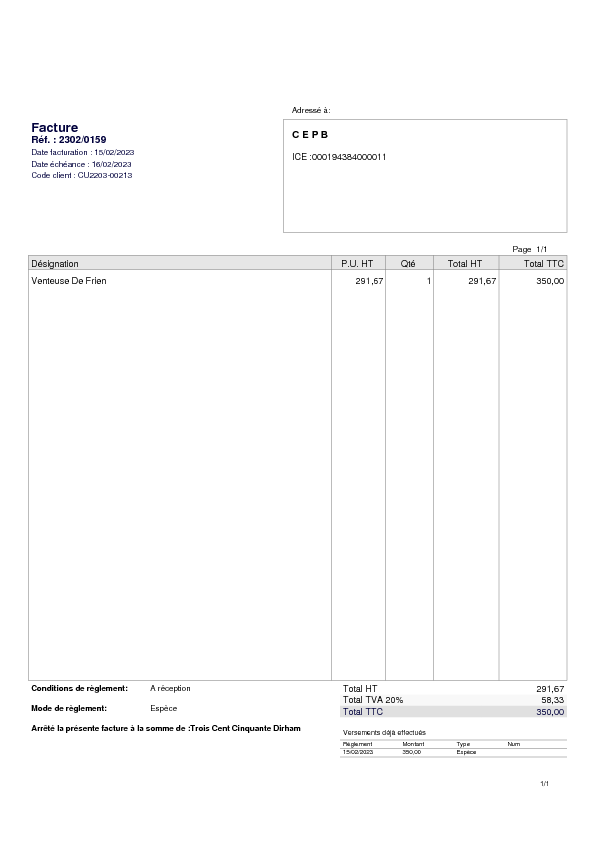 Adressé à:
Facture
Réf. : 2302/0159
Date facturation : 15/02/2023
Date échéance : 16/02/2023
Code client : CU2203-00213
C E P B
ICE :000194384000011
Page 1/1
Désignation P.U. HT Qté Total HT Total TTC
Venteuse De Frien 291,67 1 291,67 350,00
Conditions de règlement: A réception
Mode de règlement: Espèce
Arrêté la présente facture à la somme de :Trois Cent Cinquante Dirham
Total HT 291,67
Total TVA 20% 58,33
Total TTC 350,00
Versements déjà effectués
Règlement Montant Type Num
15/02/2023 350,00 Espèce
1/1